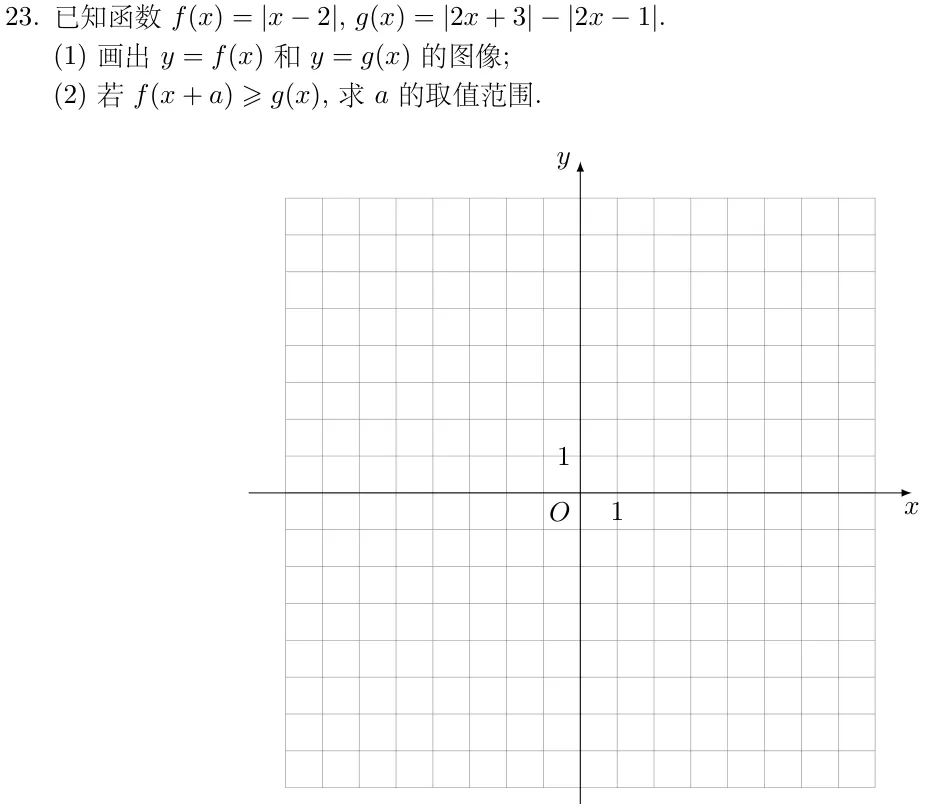 23. 已知函数 f(x) = |x − 2|, g(x) = |2x + 3| − |2x − 1|.
(1) 画出 y = f(x) 和 y = g(x) 的图像;
(2) 若 f(x + a) ⩾ g(x), 求 a 的取值范围.
y
1
O 1
x